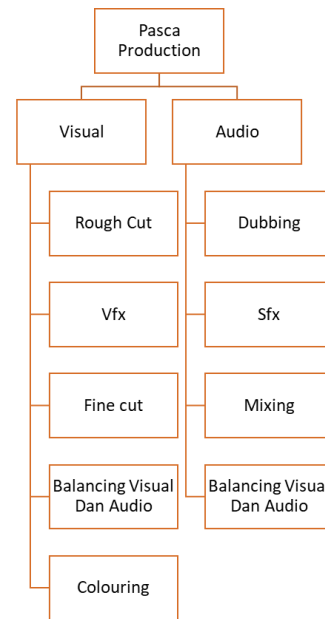 Pasca
Production
Visual
Audio
Rough Cut
Dubbing
Vfx
Sfx
Fine cut
Mixing
Balancing Visual
Dan Audio
Balancing Visual
Dan Audio
Colouring